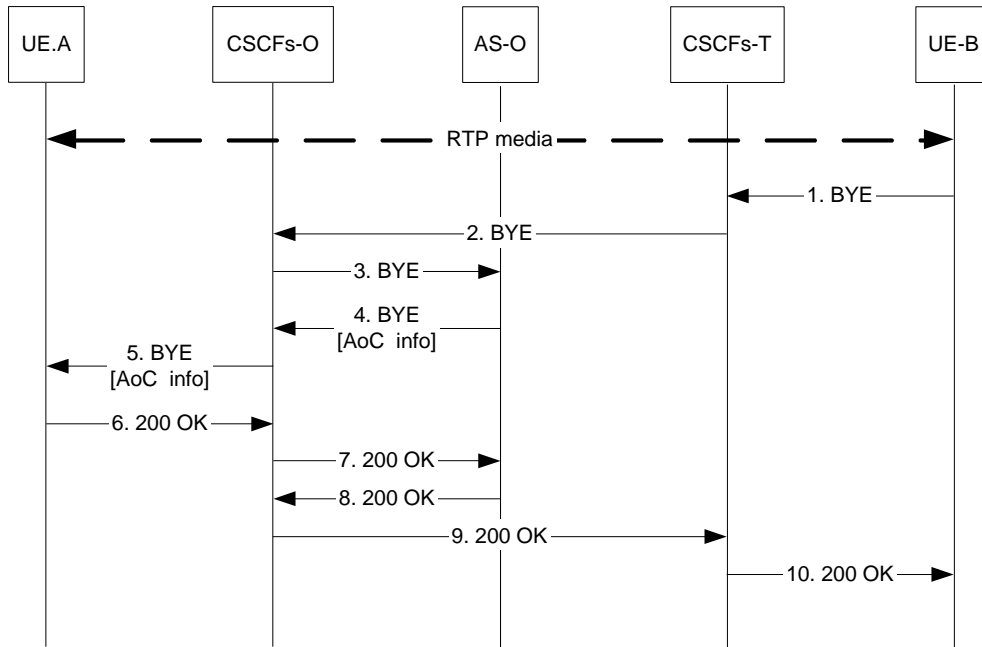 UE.A
CSCFs-O
AS-O
CSCFs-T
UE-B
RTP media
1. BYE
2. BYE
3. BYE
4. BYE
[AoC info]
5. BYE
[AoC info]
6. 200 OK
7. 200 OK
8. 200 OK
9. 200 OK
10. 200 OK